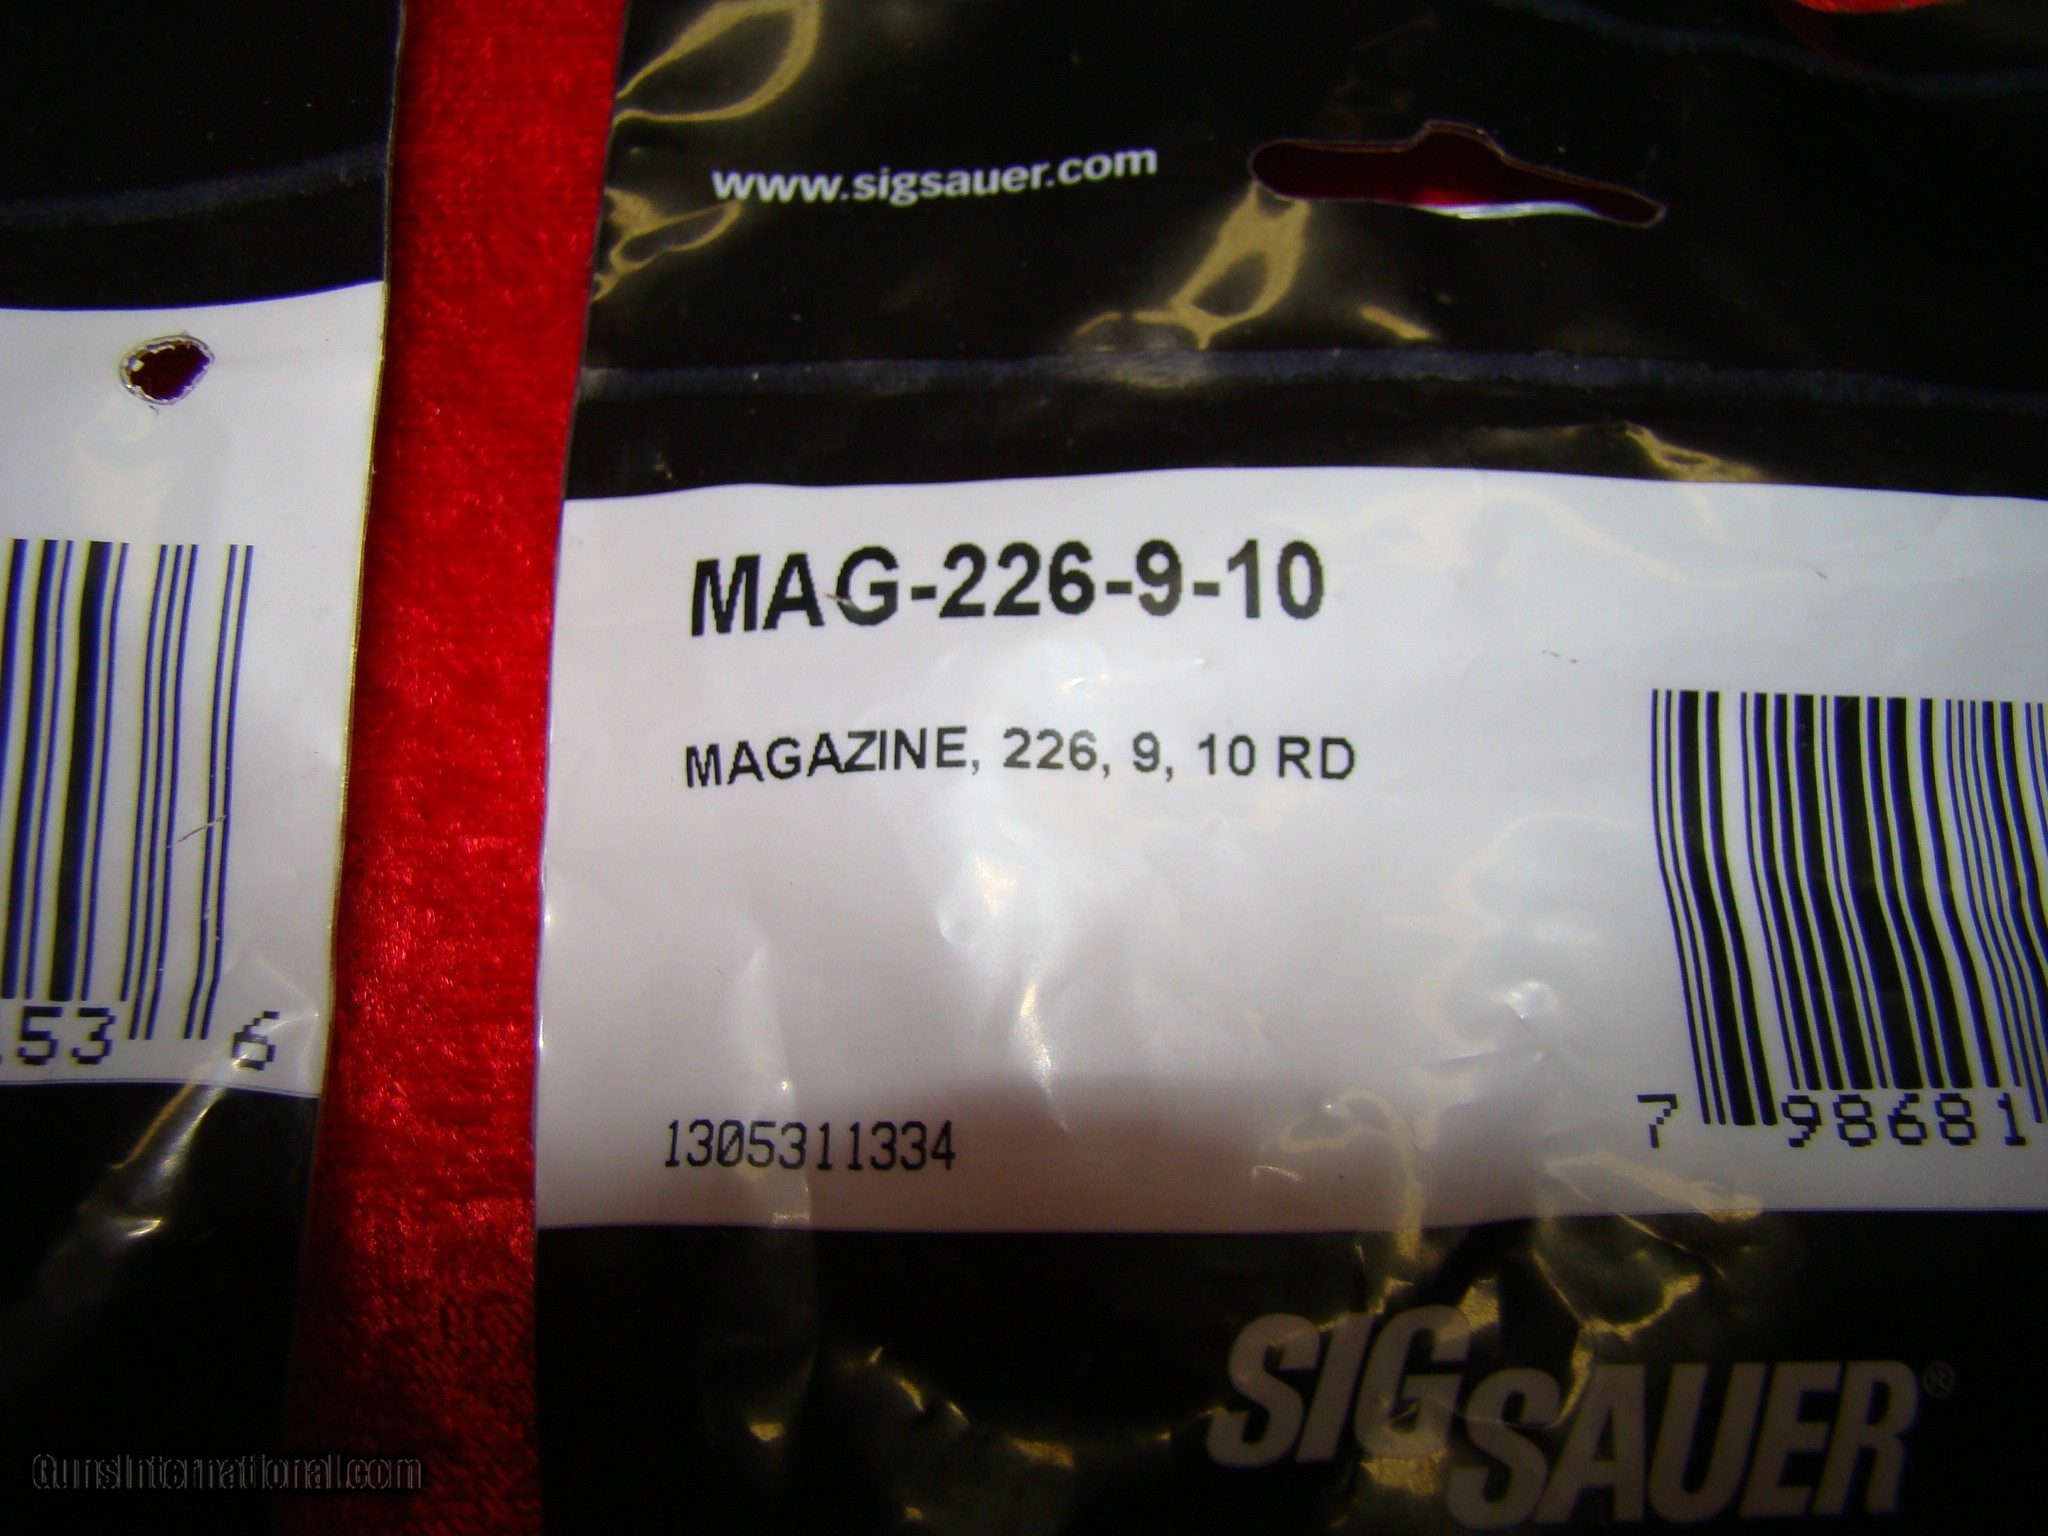 www.sigsauer.com
MAG-226-9-10
MAGAZINE, 226, 9, 10 RD
53 6
1305311334
7 98681
SIGSAUER®
GunsInternational.com